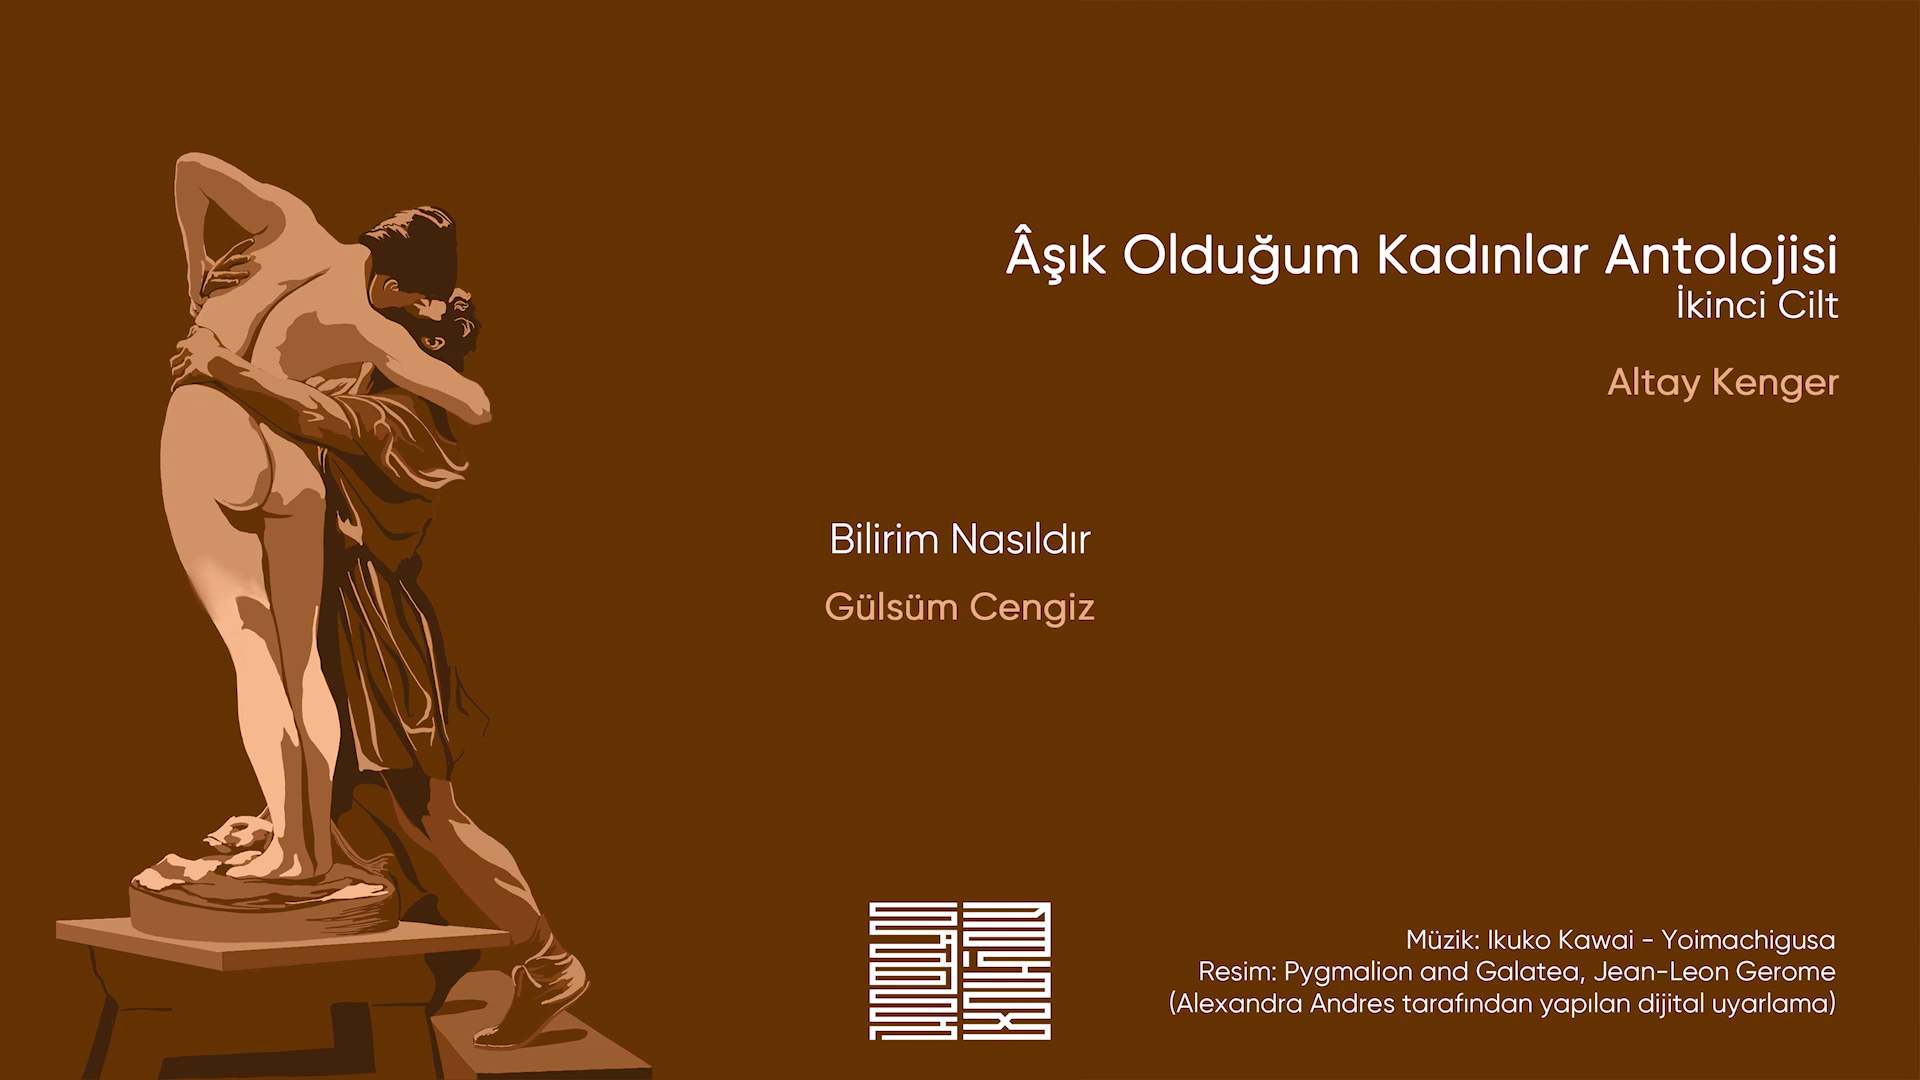 Âşık Olduğum Kadınlar Antolojisi
İkinci Cilt
Altay Kenger
Bilirim Nasıldır
Gülsüm Cengiz
Müzik: Ikuko Kawai - Yoimachigusa
Resim: Pygmalion and Galatea, Jean-Leon Gerome
(Alexandra Andres tarafından yapılan dijital uyarlama)